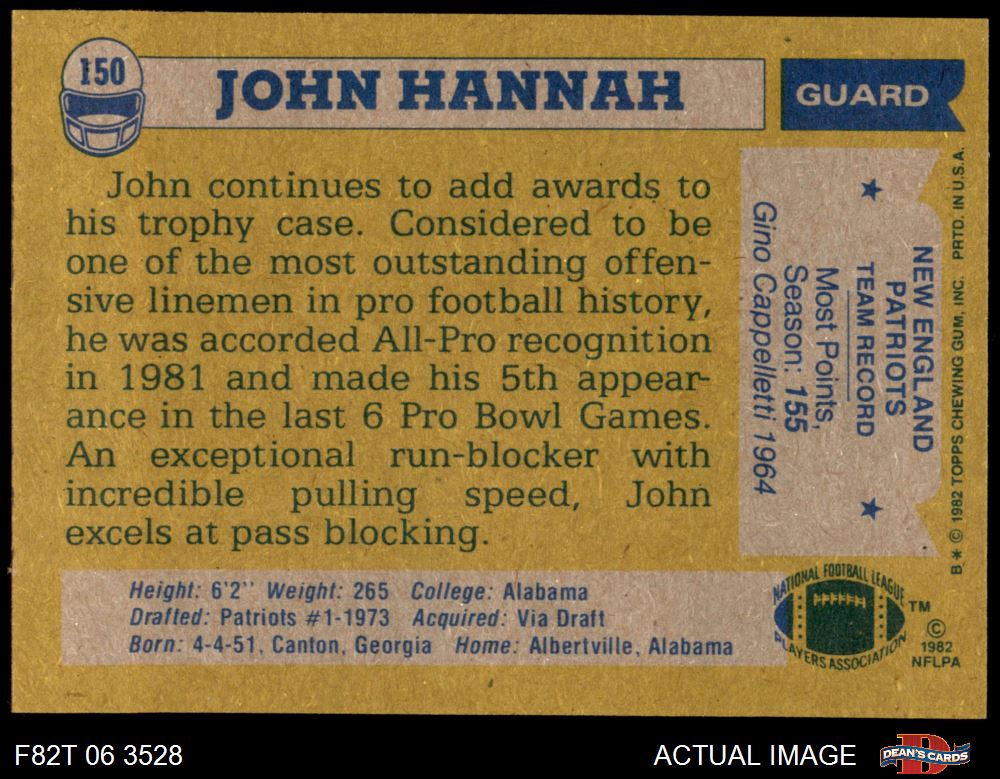 150
JOHN HANNAH
GUARD
John continues to add awards to
his trophy case. Considered to be
one of the most outstanding offen-
sive linemen in pro football history,
he was accorded All-Pro recognition
in 1981 and made his 5th appear-
ance in the last 6 Pro Bowl Games.
An exceptional run-blocker with
incredible pulling speed, John
excels at pass blocking.
NEW ENGLAND
PATRIOTS
TEAM RECORD
Most Points,
Season: 155
Gino Cappelletti 1964
B * © 1982 TOPPS CHEWING GUM, INC. PRTD. IN U.S.A.
Height: 6'2" Weight: 265 College: Alabama
Drafted: Patriots #1-1973 Acquired: Via Draft
Born: 4-4-51, Canton, Georgia Home: Albertville, Alabama
NATIONAL FOOTBALL LEAGUE
PLAYERS ASSOCIATION
TM
©
1982
NFLPA
F82T 06 3528
ACTUAL IMAGE
DEAN'S CARDS